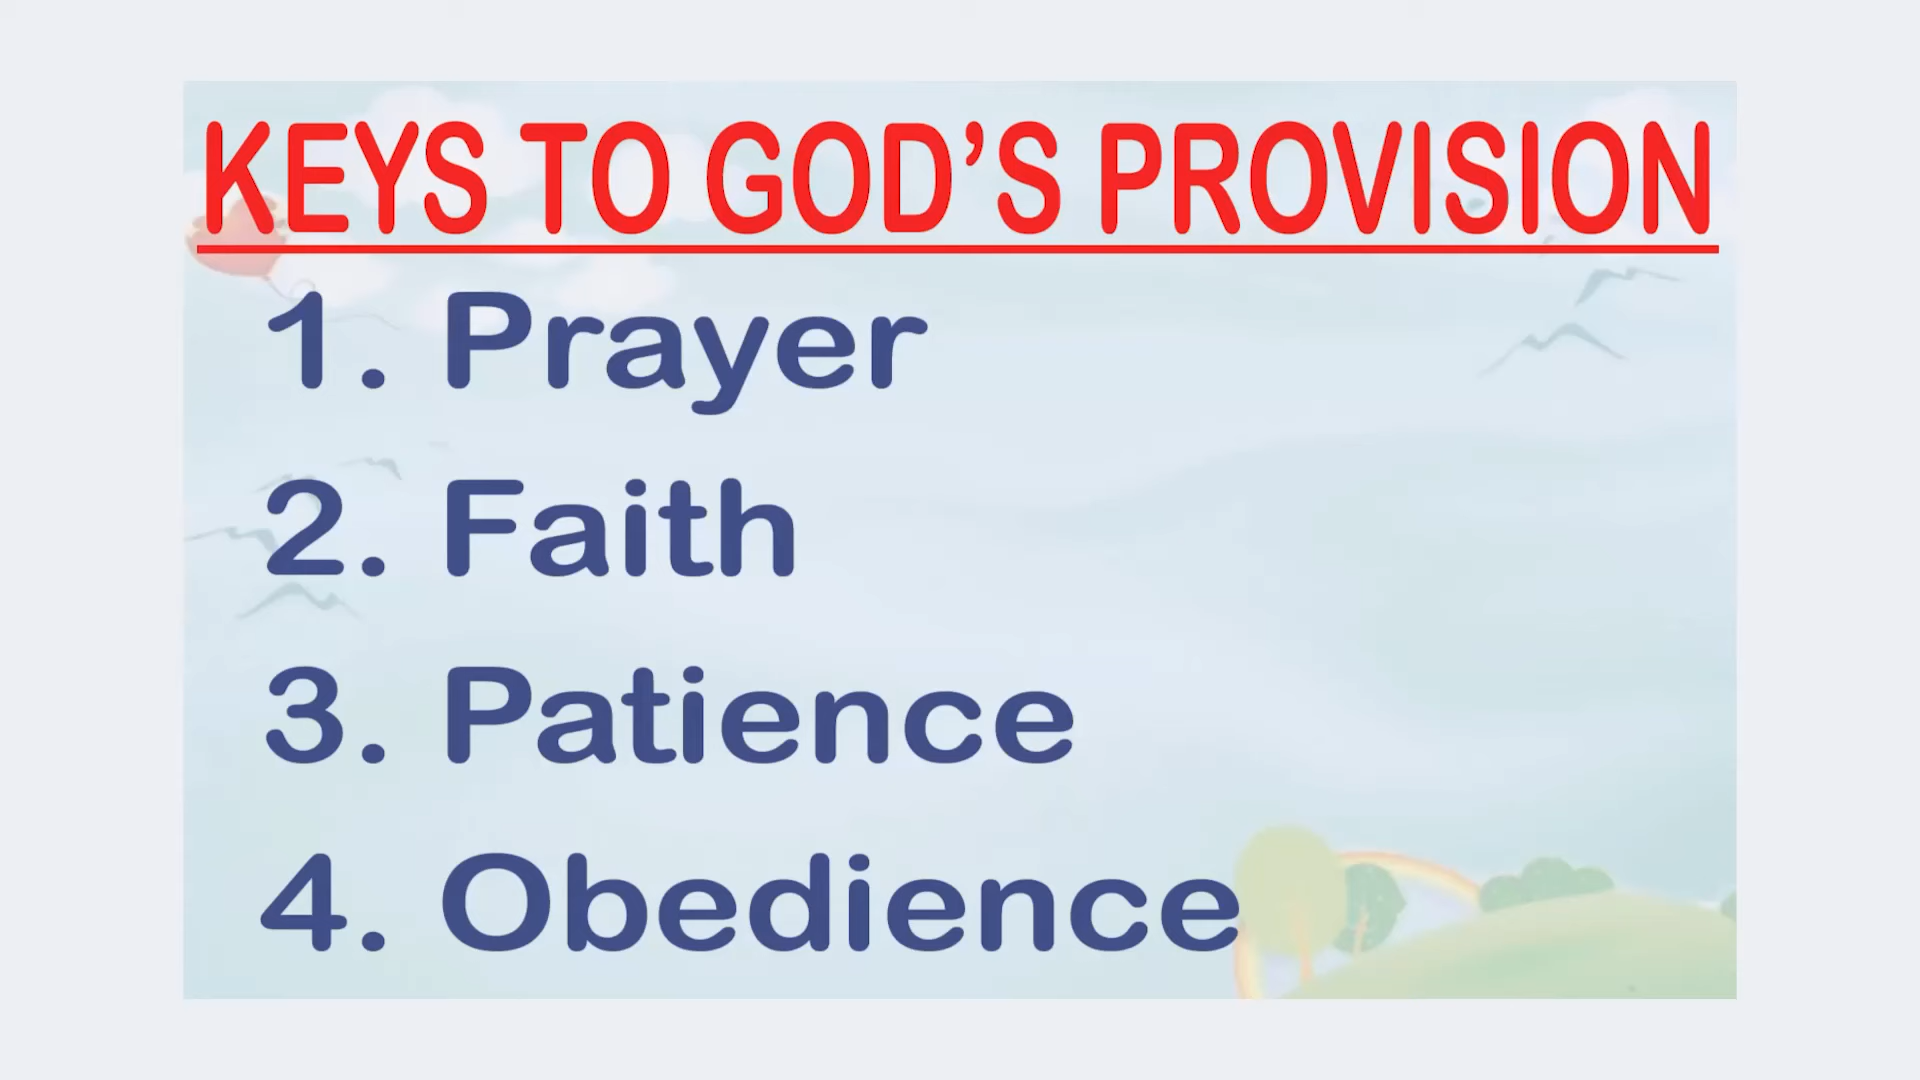 KEYS TO GOD’S PROVISION
1. Prayer
2. Faith
3. Patience
4. Obedience